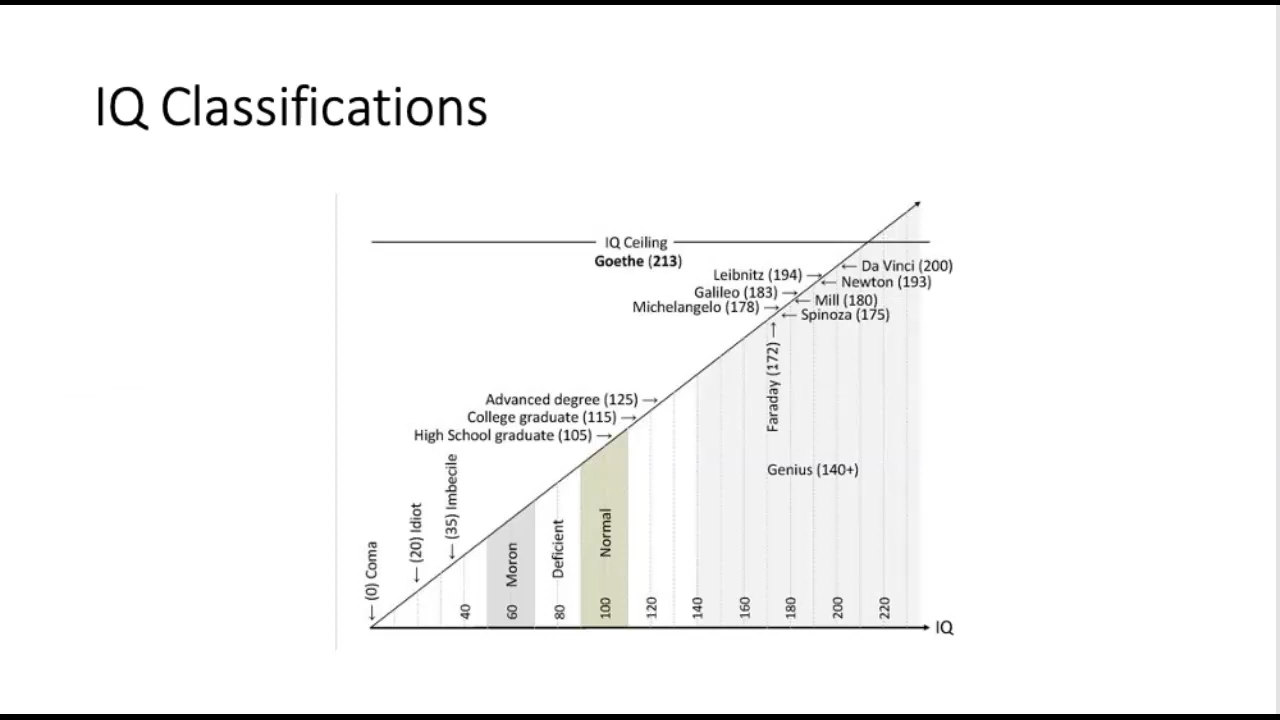 IQ Classifications
IQ Ceiling
Goethe (213)
← Da Vinci (200)
Leibnitz (194) →
← Newton (193)
Galileo (183) →
← Mill (180)
Michelangelo (178) →
← Spinoza (175)
Faraday (172) →
Advanced degree (125) →
College graduate (115) →
High School graduate (105) →
Genius (140+)
← (0) Coma
← (20) Idiot
← (35) Imbecile
Moron
Deficient
Normal
40 60 80 100 120 140 160 180 200 220
IQ